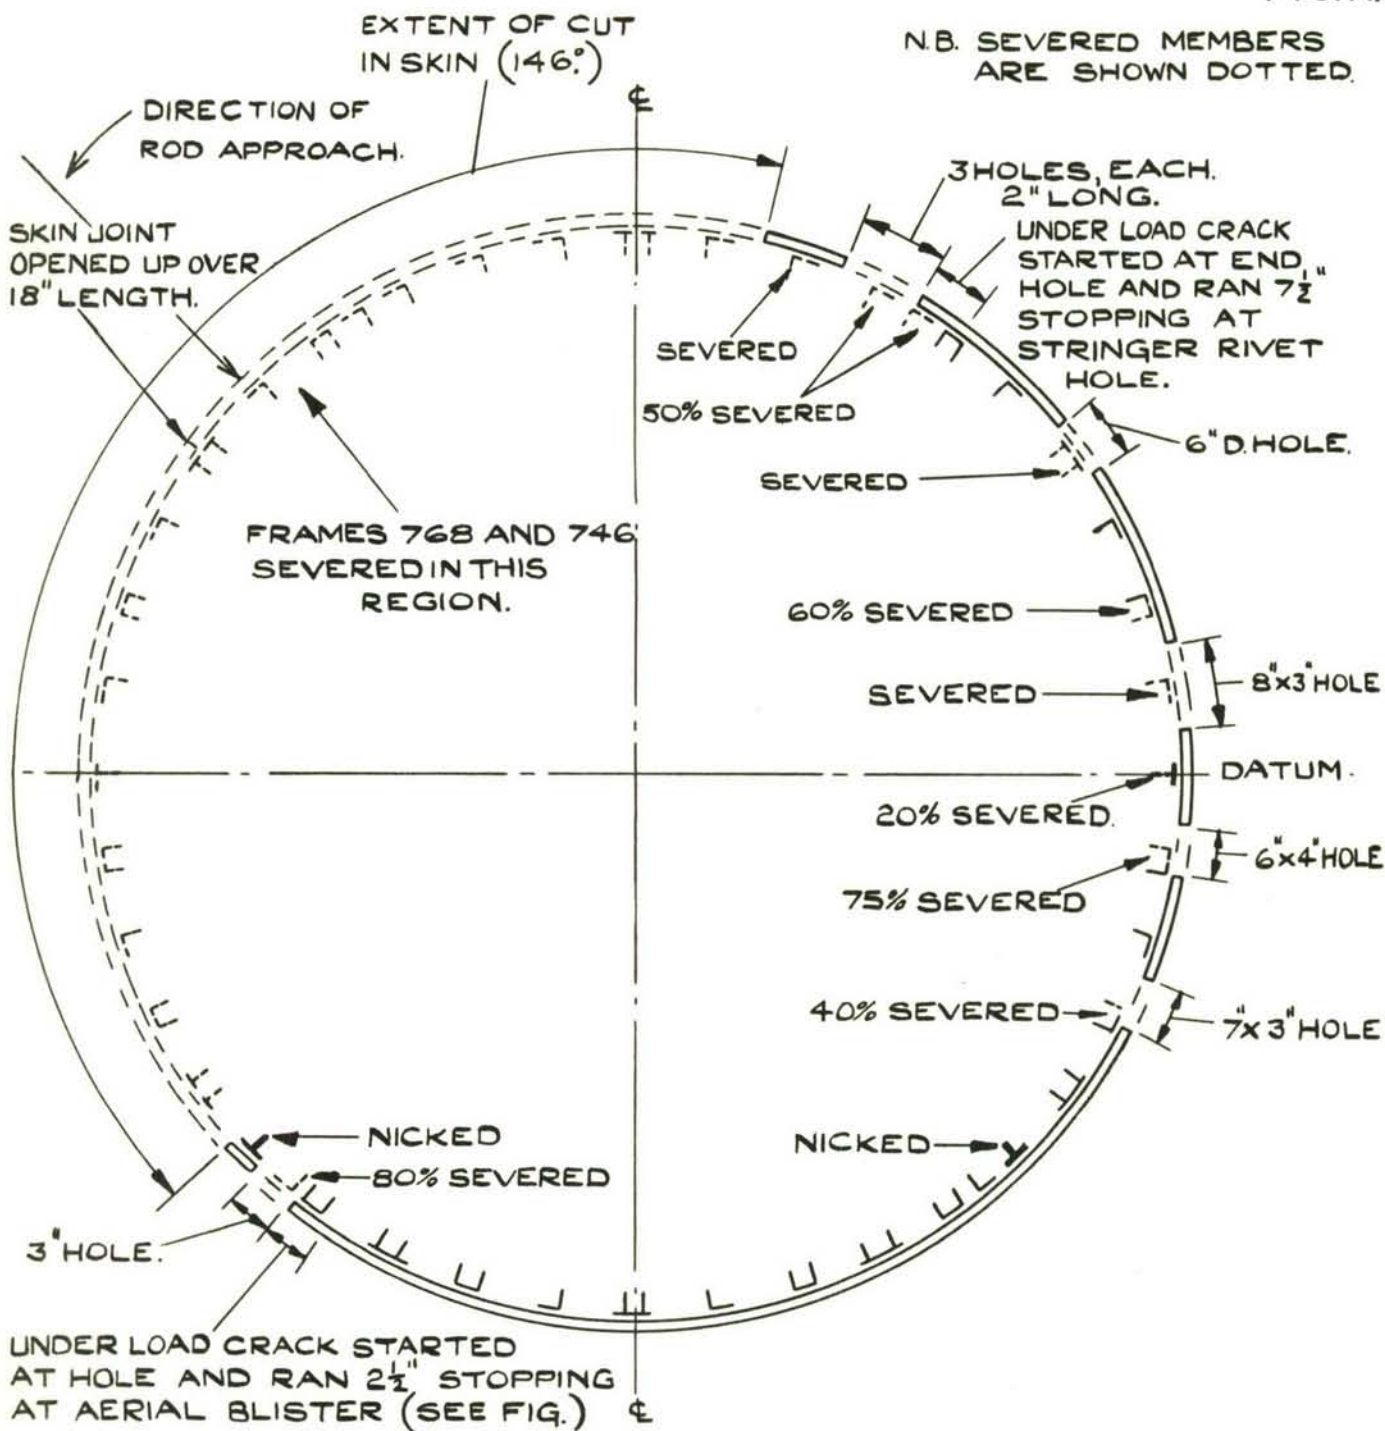 EXTENT OF CUT
IN SKIN (146°)
N.B. SEVERED MEMBERS
ARE SHOWN DOTTED.
℄
DIRECTION OF
ROD APPROACH.
3 HOLES, EACH.
2" LONG.
SKIN JOINT
OPENED UP OVER
18" LENGTH.
UNDER LOAD CRACK
STARTED AT END
HOLE AND RAN 7½"
STOPPING AT
STRINGER RIVET
HOLE.
SEVERED
50% SEVERED
6" D. HOLE.
SEVERED
FRAMES 768 AND 746
SEVERED IN THIS
REGION.
60% SEVERED
SEVERED
8"x3" HOLE
DATUM.
20% SEVERED.
6"x4" HOLE
75% SEVERED
40% SEVERED
7"x3" HOLE
NICKED
NICKED
80% SEVERED
3" HOLE.
UNDER LOAD CRACK STARTED
AT HOLE AND RAN 2½" STOPPING
AT AERIAL BLISTER (SEE FIG.)
℄